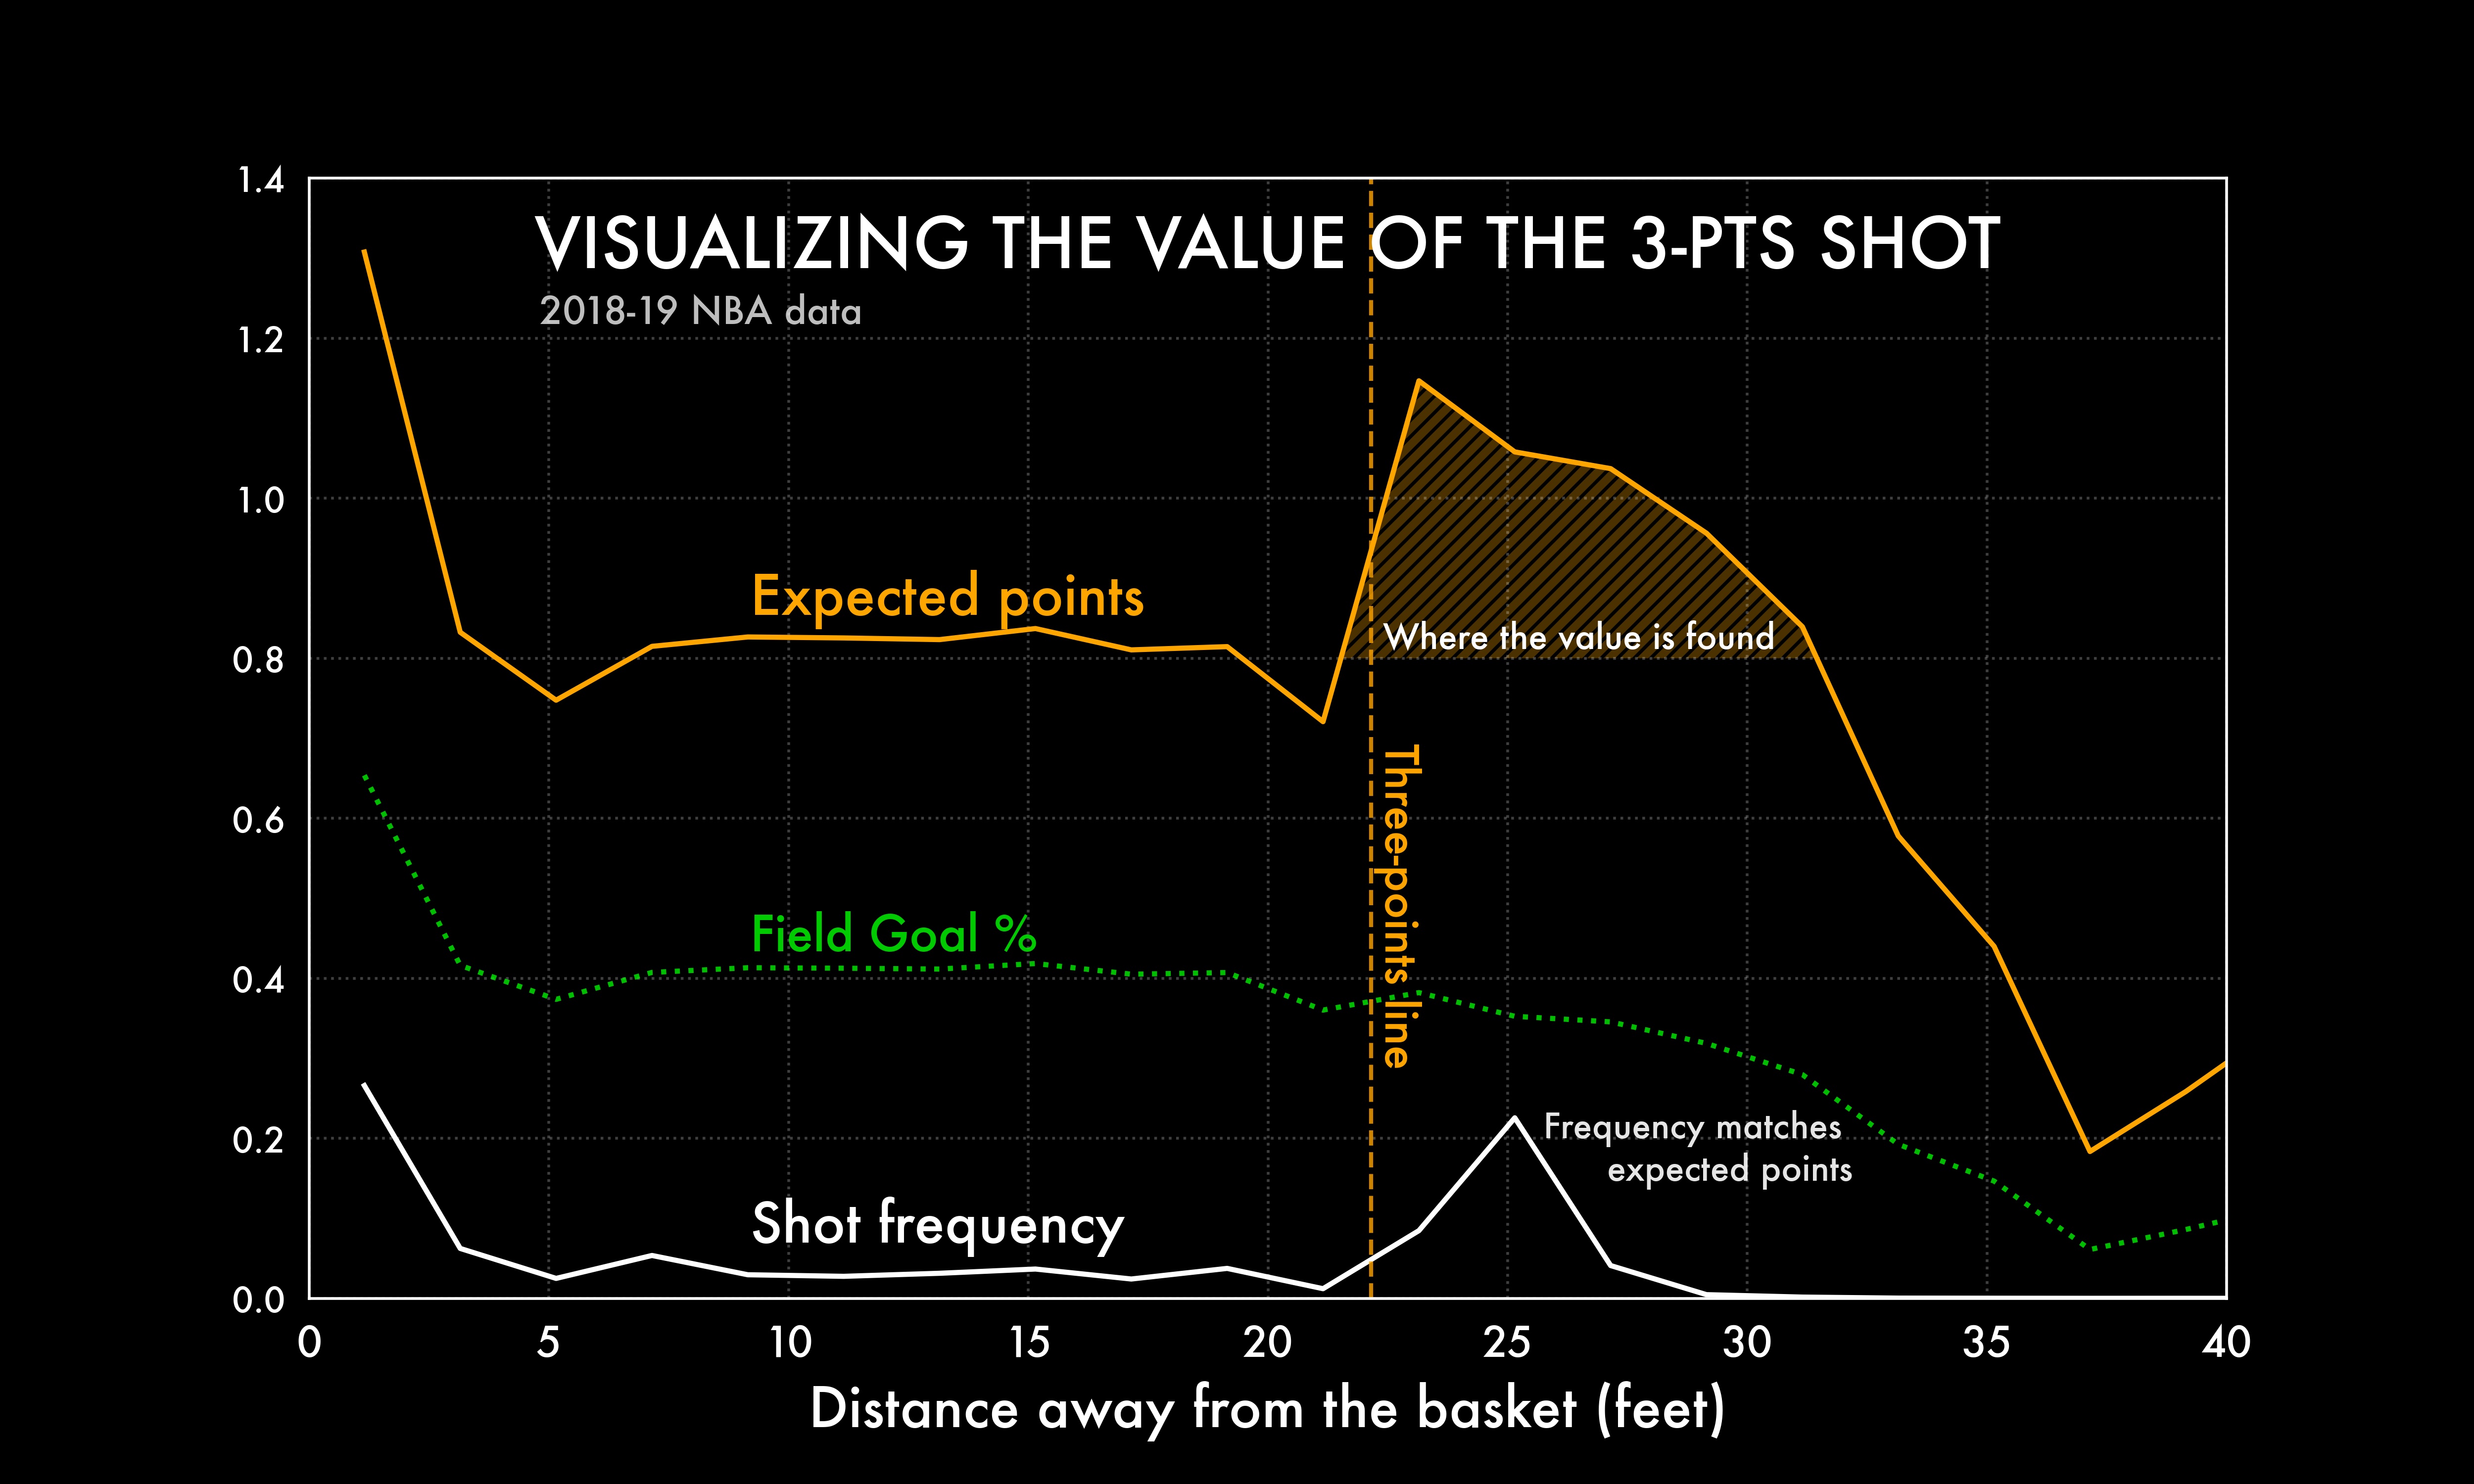 VISUALIZING THE VALUE OF THE 3-PTS SHOT
2018-19 NBA data
1.4
1.2
1.0
0.8
0.6
0.4
0.2
0.0
Expected points
Where the value is found
Three-points line
Field Goal %
Frequency matches
expected points
Shot frequency
0 5 10 15 20 25 30 35 40
Distance away from the basket (feet)